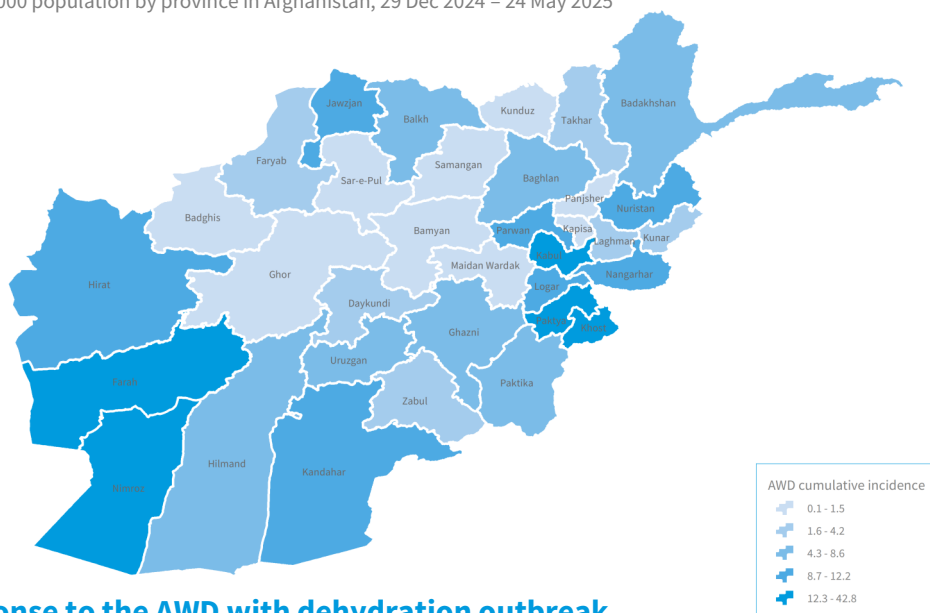 000 population by province in Afghanistan, 29 Dec 2024 – 24 May 2025
Jawzjan
Balkh
Kunduz
Takhar
Badakhshan
Faryab
Sar-e-Pul
Samangan
Baghlan
Panjsher
Nuristan
Badghis
Bamyan
Parwan
Kapisa
Laghman
Kunar
Kabul
Hirat
Ghor
Maidan Wardak
Nangarhar
Logar
Daykundi
Paktya
Khost
Ghazni
Uruzgan
Farah
Paktika
Zabul
Hilmand
Kandahar
Nimroz
AWD cumulative incidence
0.1 - 1.5
1.6 - 4.2
4.3 - 8.6
8.7 - 12.2
12.3 - 42.8
onse to the AWD with dehydration outbreak